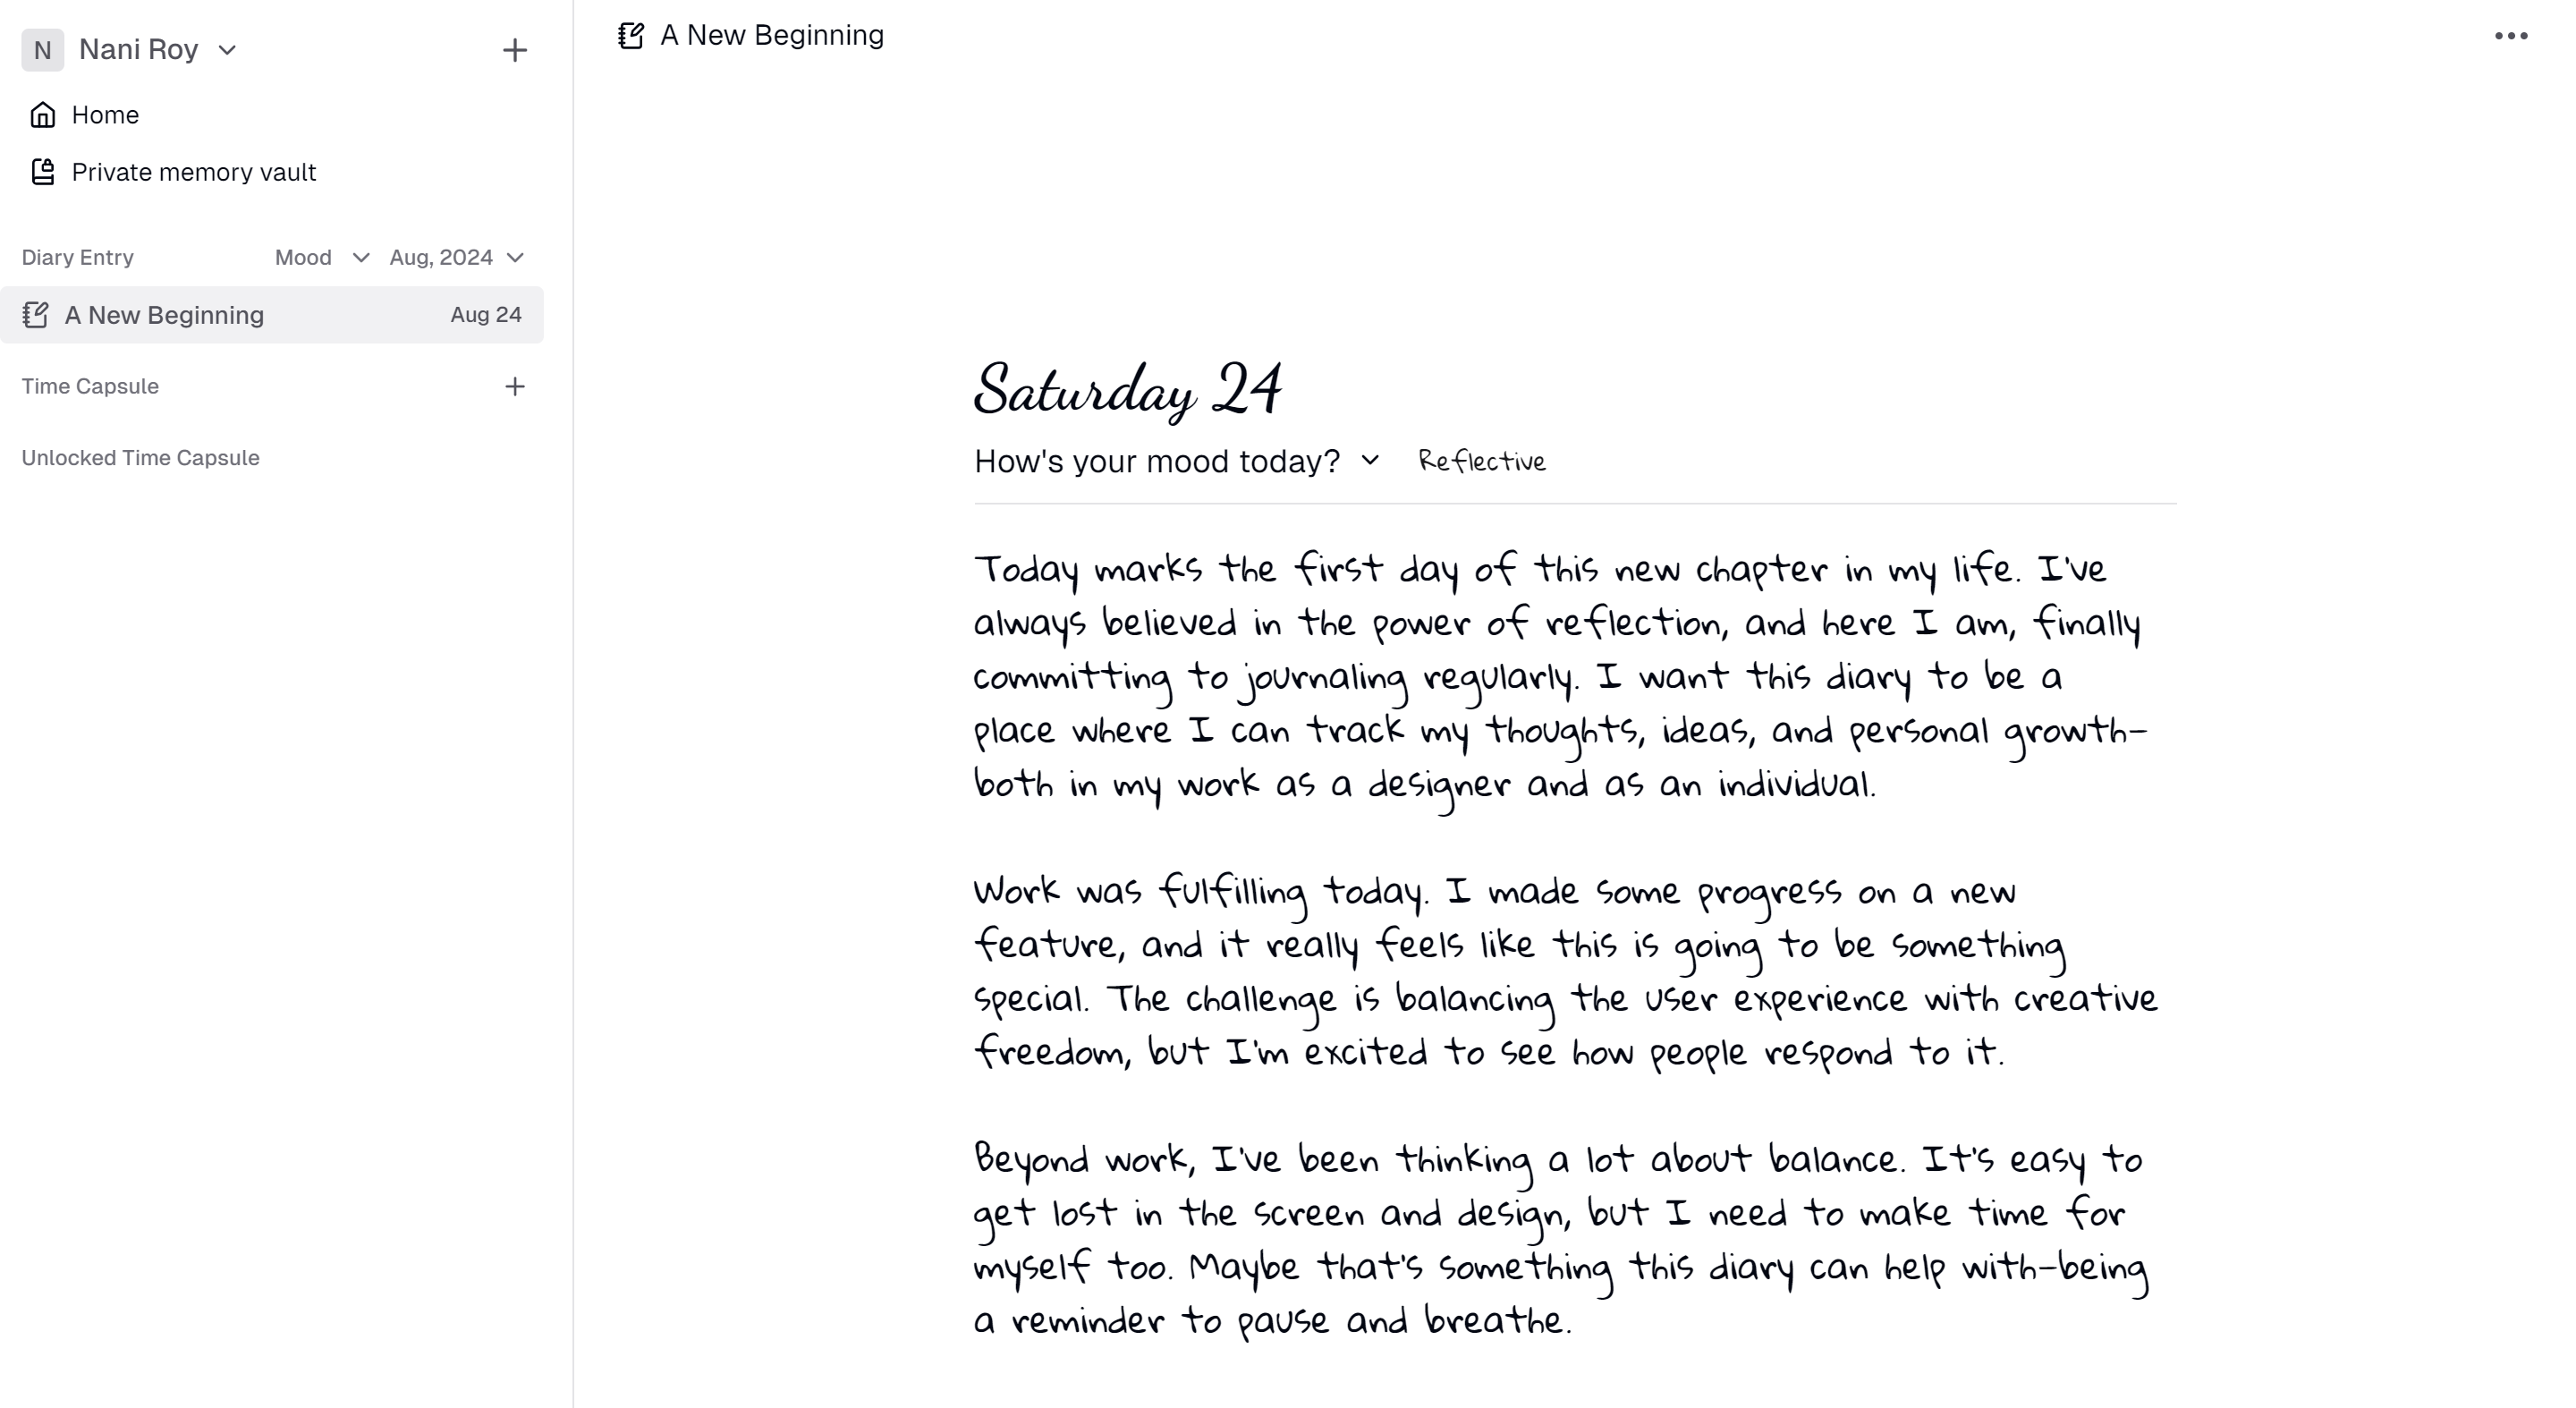 N Nani Roy
Home
Private memory vault
Diary Entry Mood Aug, 2024
A New Beginning Aug 24
Time Capsule
Unlocked Time Capsule
A New Beginning
Saturday 24
How's your mood today? Reflective
Today marks the first day of this new chapter in my life. I've
always believed in the power of reflection, and here I am, finally
committing to journaling regularly. I want this diary to be a
place where I can track my thoughts, ideas, and personal growth—
both in my work as a designer and as an individual.
Work was fulfilling today. I made some progress on a new
feature, and it really feels like this is going to be something
special. The challenge is balancing the user experience with creative
freedom, but I'm excited to see how people respond to it.
Beyond work, I've been thinking a lot about balance. It's easy to
get lost in the screen and design, but I need to make time for
myself too. Maybe that's something this diary can help with—being
a reminder to pause and breathe.